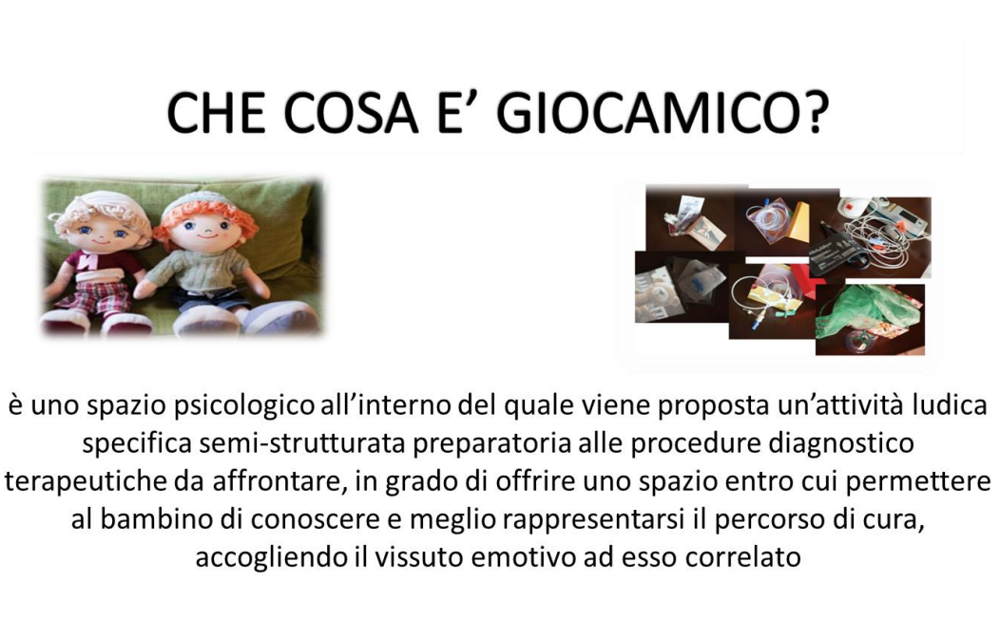 CHE COSA E’ GIOCAMICO?
è uno spazio psicologico all’interno del quale viene proposta un’attività ludica
specifica semi-strutturata preparatoria alle procedure diagnostico
terapeutiche da affrontare, in grado di offrire uno spazio entro cui permettere
al bambino di conoscere e meglio rappresentarsi il percorso di cura,
accogliendo il vissuto emotivo ad esso correlato